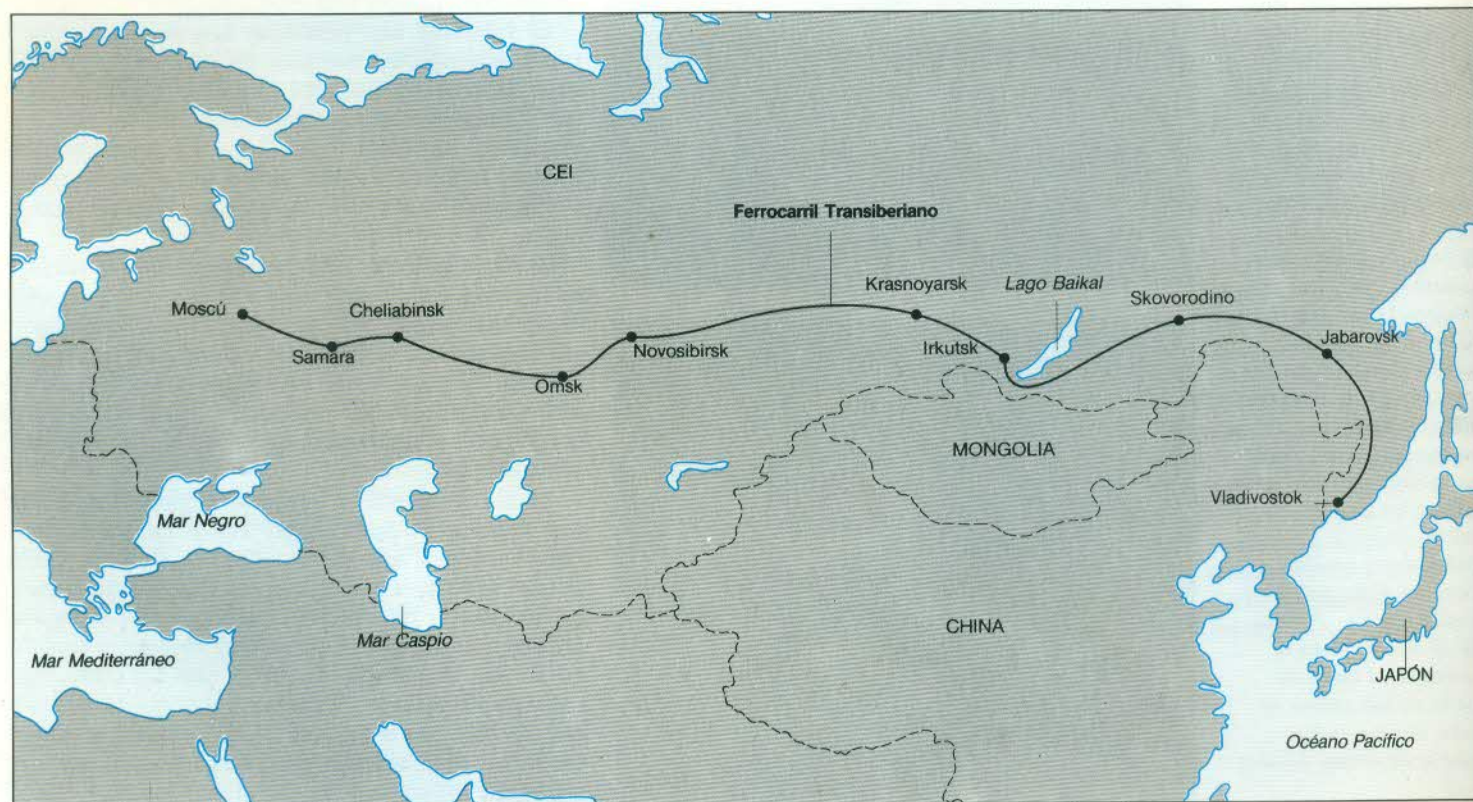 CEI
Ferrocarril Transiberiano
Krasnoyarsk
Lago Baikal
Skovorodino
Moscú
Cheliabinsk
Samara
Novosibirsk
Omsk
Irkutsk
Jabarovsk
MONGOLIA
Vladivostok
Mar Negro
CHINA
Mar Caspio
Mar Mediterráneo
JAPÓN
Océano Pacífico